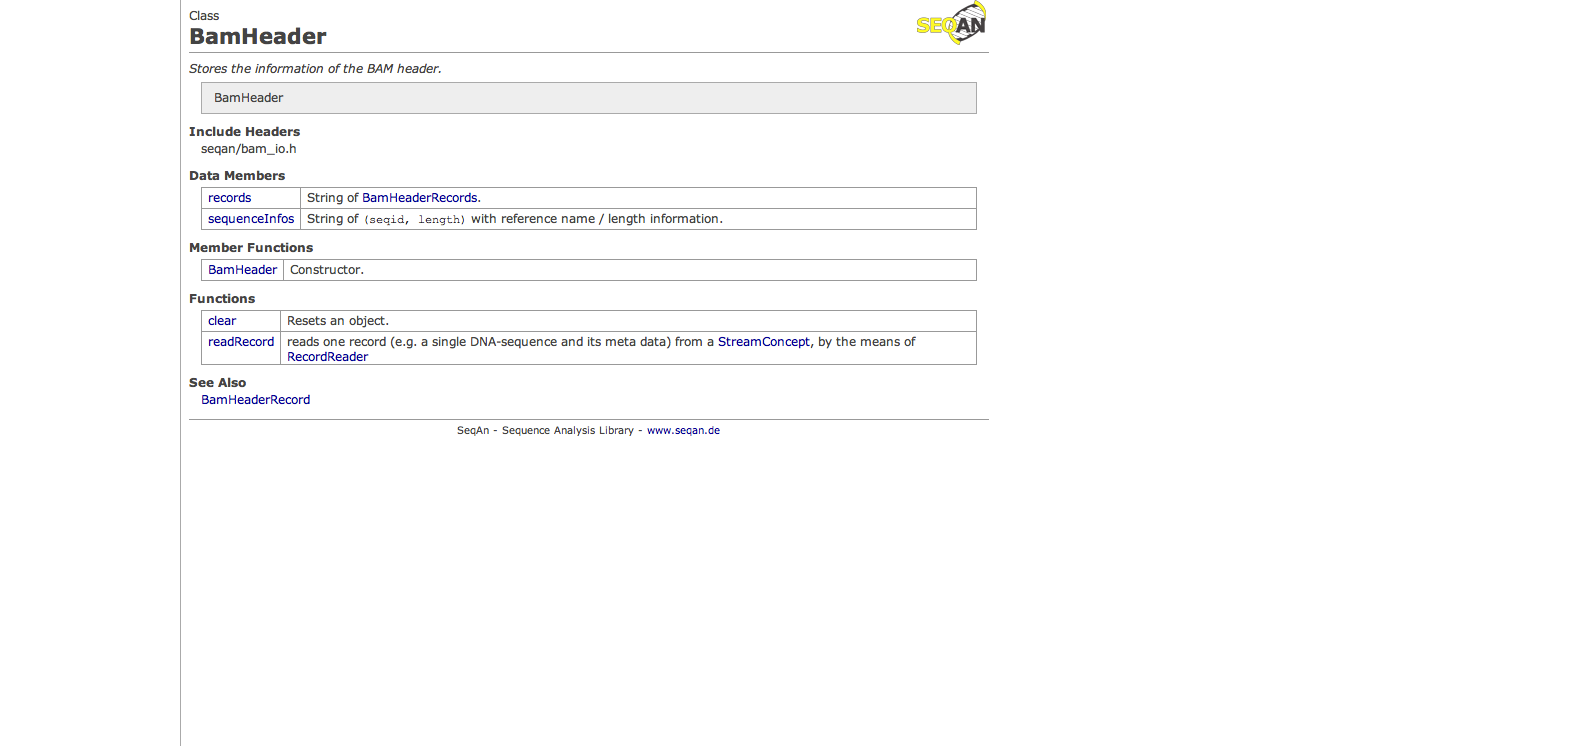 Class
SEQAN
BamHeader
Stores the information of the BAM header.
BamHeader
Include Headers
seqan/bam_io.h
Data Members
records String of BamHeaderRecords.
sequenceInfos String of (seqid, length) with reference name / length information.
Member Functions
BamHeader Constructor.
Functions
clear Resets an object.
readRecord reads one record (e.g. a single DNA-sequence and its meta data) from a StreamConcept, by the means of
RecordReader
See Also
BamHeaderRecord
SeqAn - Sequence Analysis Library - www.seqan.de